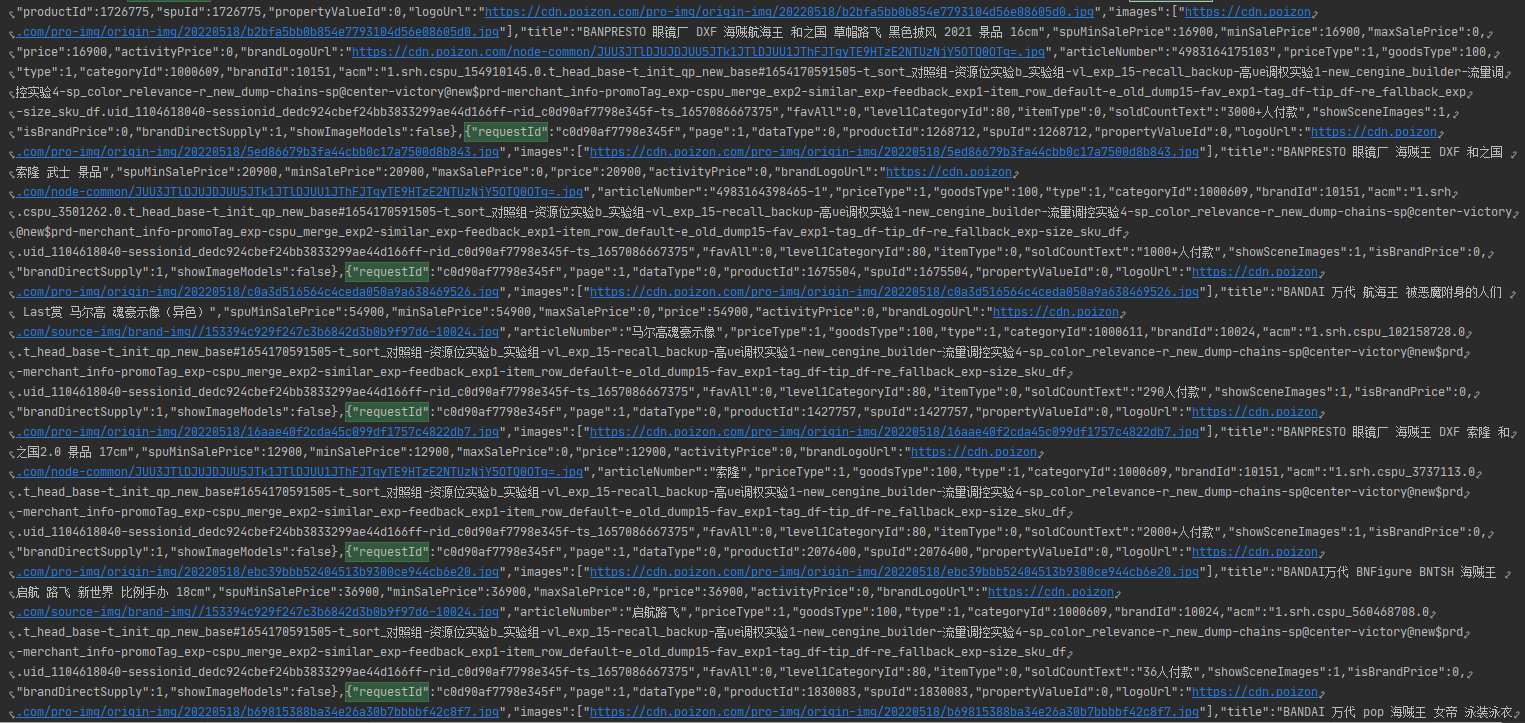 "productId":1726775,"spuId":1726775,"propertyValueId":0,"logoUrl":"https://cdn.poizon.com/pro-img/origin-img/20220518/b2bfa5bb0b854e7793104d56e08605d0.jpg","images":["https://cdn.poizon
.com/pro-img/origin-img/20220518/b2bfa5bb0b854e7793104d56e08605d0.jpg"],"title":"BANPRESTO 眼镜厂 DXF 海贼航海王 和之国 草帽路飞 黑色披风 2021 景品 16cm","spuMinSalePrice":16900,"minSalePrice":16900,"maxSalePrice":0,
"price":16900,"activityPrice":0,"brandLogoUrl":"https://cdn.poizon.com/node-common/JUU3JTlDJUJDJUU5JTk1JTlDJUU1JThFJTgyTE9HTzE2NTUzNjY5OTQ0OTg=.jpg","articleNumber":"4983164175103","priceType":1,"goodsType":100,
"type":1,"categoryId":1000609,"brandId":10151,"acm":"1.srh.cspu_154910145.0.t_head_base-t_init_qp_new_base#1654170591505-t_sort_对照组-资源位实验b_实验组-vl_exp_15-recall_backup-高ue调权实验1-new_cengine_builder-流量调
控实验4-sp_color_relevance-r_new_dump-chains-sp@center-victory@new$prd-merchant_info-promoTag_exp-cspu_merge_exp2-similar_exp-feedback_exp1-item_row_default-e_old_dump15-fav_exp1-tag_df-tip_df-re_fallback_exp
-size_sku_df.uid_1104618040-sessionid_dedc924cbef24bb3833299ae44d166ff-rid_c0d90af7798e345f-ts_1657086667375","favAll":0,"level1CategoryId":80,"itemType":0,"soldCountText":"3000+人付款","showSceneImages":1,
"isBrandPrice":0,"brandDirectSupply":1,"showImageModels":false},{"requestId":"c0d90af7798e345f","page":1,"dataType":0,"productId":1268712,"spuId":1268712,"propertyValueId":0,"logoUrl":"https://cdn.poizon
.com/pro-img/origin-img/20220518/5ed86679b3fa44cbb0c17a7500d8b843.jpg","images":["https://cdn.poizon.com/pro-img/origin-img/20220518/5ed86679b3fa44cbb0c17a7500d8b843.jpg"],"title":"BANPRESTO 眼镜厂 海贼王 DXF 和之国
索隆 武士 景品","spuMinSalePrice":20900,"minSalePrice":20900,"maxSalePrice":0,"price":20900,"activityPrice":0,"brandLogoUrl":"https://cdn.poizon
.com/node-common/JUU3JTlDJUJDJUU5JTk1JTlDJUU1JThFJTgyTE9HTzE2NTUzNjY5OTQ0OTg=.jpg","articleNumber":"4983164398465-1","priceType":1,"goodsType":100,"type":1,"categoryId":1000609,"brandId":10151,"acm":"1.srh
.cspu_3501262.0.t_head_base-t_init_qp_new_base#1654170591505-t_sort_对照组-资源位实验b_实验组-vl_exp_15-recall_backup-高ue调权实验1-new_cengine_builder-流量调控实验4-sp_color_relevance-r_new_dump-chains-sp@center-victory
@new$prd-merchant_info-promoTag_exp-cspu_merge_exp2-similar_exp-feedback_exp1-item_row_default-e_old_dump15-fav_exp1-tag_df-tip_df-re_fallback_exp-size_sku_df
.uid_1104618040-sessionid_dedc924cbef24bb3833299ae44d166ff-rid_c0d90af7798e345f-ts_1657086667375","favAll":0,"level1CategoryId":80,"itemType":0,"soldCountText":"1000+人付款","showSceneImages":1,"isBrandPrice":0,
"brandDirectSupply":1,"showImageModels":false},{"requestId":"c0d90af7798e345f","page":1,"dataType":0,"productId":1675504,"spuId":1675504,"propertyValueId":0,"logoUrl":"https://cdn.poizon
.com/pro-img/origin-img/20220518/c0a3d516564c4ceda050a9a638469526.jpg","images":["https://cdn.poizon.com/pro-img/origin-img/20220518/c0a3d516564c4ceda050a9a638469526.jpg"],"title":"BANDAI 万代 航海王 被恶魔附身的人们
Last赏 马尔高 魂豪示像（异色）","spuMinSalePrice":54900,"minSalePrice":54900,"maxSalePrice":0,"price":54900,"activityPrice":0,"brandLogoUrl":"https://cdn.poizon
.com/source-img/brand-img//153394c929f247c3b6842d3b0b9f97d6-10024.jpg","articleNumber":"马尔高魂豪示像","priceType":1,"goodsType":100,"type":1,"categoryId":1000611,"brandId":10024,"acm":"1.srh.cspu_102158728.0
.t_head_base-t_init_qp_new_base#1654170591505-t_sort_对照组-资源位实验b_实验组-vl_exp_15-recall_backup-高ue调权实验1-new_cengine_builder-流量调控实验4-sp_color_relevance-r_new_dump-chains-sp@center-victory@new$prd
-merchant_info-promoTag_exp-cspu_merge_exp2-similar_exp-feedback_exp1-item_row_default-e_old_dump15-fav_exp1-tag_df-tip_df-re_fallback_exp-size_sku_df
.uid_1104618040-sessionid_dedc924cbef24bb3833299ae44d166ff-rid_c0d90af7798e345f-ts_1657086667375","favAll":0,"level1CategoryId":80,"itemType":0,"soldCountText":"290人付款","showSceneImages":1,"isBrandPrice":0,
"brandDirectSupply":1,"showImageModels":false},{"requestId":"c0d90af7798e345f","page":1,"dataType":0,"productId":1427757,"spuId":1427757,"propertyValueId":0,"logoUrl":"https://cdn.poizon
.com/pro-img/origin-img/20220518/16aae40f2cda45c099df1757c4822db7.jpg","images":["https://cdn.poizon.com/pro-img/origin-img/20220518/16aae40f2cda45c099df1757c4822db7.jpg"],"title":"BANPRESTO 眼镜厂 海贼王 DXF 索隆 和
之国2.0 景品 17cm","spuMinSalePrice":12900,"minSalePrice":12900,"maxSalePrice":0,"price":12900,"activityPrice":0,"brandLogoUrl":"https://cdn.poizon
.com/node-common/JUU3JTlDJUJDJUU5JTk1JTlDJUU1JThFJTgyTE9HTzE2NTUzNjY5OTQ0OTg=.jpg","articleNumber":"索隆","priceType":1,"goodsType":100,"type":1,"categoryId":1000609,"brandId":10151,"acm":"1.srh.cspu_3737113.0
.t_head_base-t_init_qp_new_base#1654170591505-t_sort_对照组-资源位实验b_实验组-vl_exp_15-recall_backup-高ue调权实验1-new_cengine_builder-流量调控实验4-sp_color_relevance-r_new_dump-chains-sp@center-victory@new$prd
-merchant_info-promoTag_exp-cspu_merge_exp2-similar_exp-feedback_exp1-item_row_default-e_old_dump15-fav_exp1-tag_df-tip_df-re_fallback_exp-size_sku_df
.uid_1104618040-sessionid_dedc924cbef24bb3833299ae44d166ff-rid_c0d90af7798e345f-ts_1657086667375","favAll":0,"level1CategoryId":80,"itemType":0,"soldCountText":"2000+人付款","showSceneImages":1,"isBrandPrice":0,
"brandDirectSupply":1,"showImageModels":false},{"requestId":"c0d90af7798e345f","page":1,"dataType":0,"productId":2076400,"spuId":2076400,"propertyValueId":0,"logoUrl":"https://cdn.poizon
.com/pro-img/origin-img/20220518/ebc39bbb52404513b9300ce944cb6e20.jpg","images":["https://cdn.poizon.com/pro-img/origin-img/20220518/ebc39bbb52404513b9300ce944cb6e20.jpg"],"title":"BANDAI万代 BNFigure BNTSH 海贼王
启航 路飞 新世界 比例手办 18cm","spuMinSalePrice":36900,"minSalePrice":36900,"maxSalePrice":0,"price":36900,"activityPrice":0,"brandLogoUrl":"https://cdn.poizon
.com/source-img/brand-img//153394c929f247c3b6842d3b0b9f97d6-10024.jpg","articleNumber":"启航路飞","priceType":1,"goodsType":100,"type":1,"categoryId":1000609,"brandId":10024,"acm":"1.srh.cspu_560468708.0
.t_head_base-t_init_qp_new_base#1654170591505-t_sort_对照组-资源位实验b_实验组-vl_exp_15-recall_backup-高ue调权实验1-new_cengine_builder-流量调控实验4-sp_color_relevance-r_new_dump-chains-sp@center-victory@new$prd
-merchant_info-promoTag_exp-cspu_merge_exp2-similar_exp-feedback_exp1-item_row_default-e_old_dump15-fav_exp1-tag_df-tip_df-re_fallback_exp-size_sku_df
.uid_1104618040-sessionid_dedc924cbef24bb3833299ae44d166ff-rid_c0d90af7798e345f-ts_1657086667375","favAll":0,"level1CategoryId":80,"itemType":0,"soldCountText":"36人付款","showSceneImages":1,"isBrandPrice":0,
"brandDirectSupply":1,"showImageModels":false},{"requestId":"c0d90af7798e345f","page":1,"dataType":0,"productId":1830083,"spuId":1830083,"propertyValueId":0,"logoUrl":"https://cdn.poizon
.com/pro-img/origin-img/20220518/b69815388ba34e26a30b7bbbbf42c8f7.jpg","images":["https://cdn.poizon.com/pro-img/origin-img/20220518/b69815388ba34e26a30b7bbbbf42c8f7.jpg"],"title":"BANDAI 万代 pop 海贼王 女帝 泳装泳衣